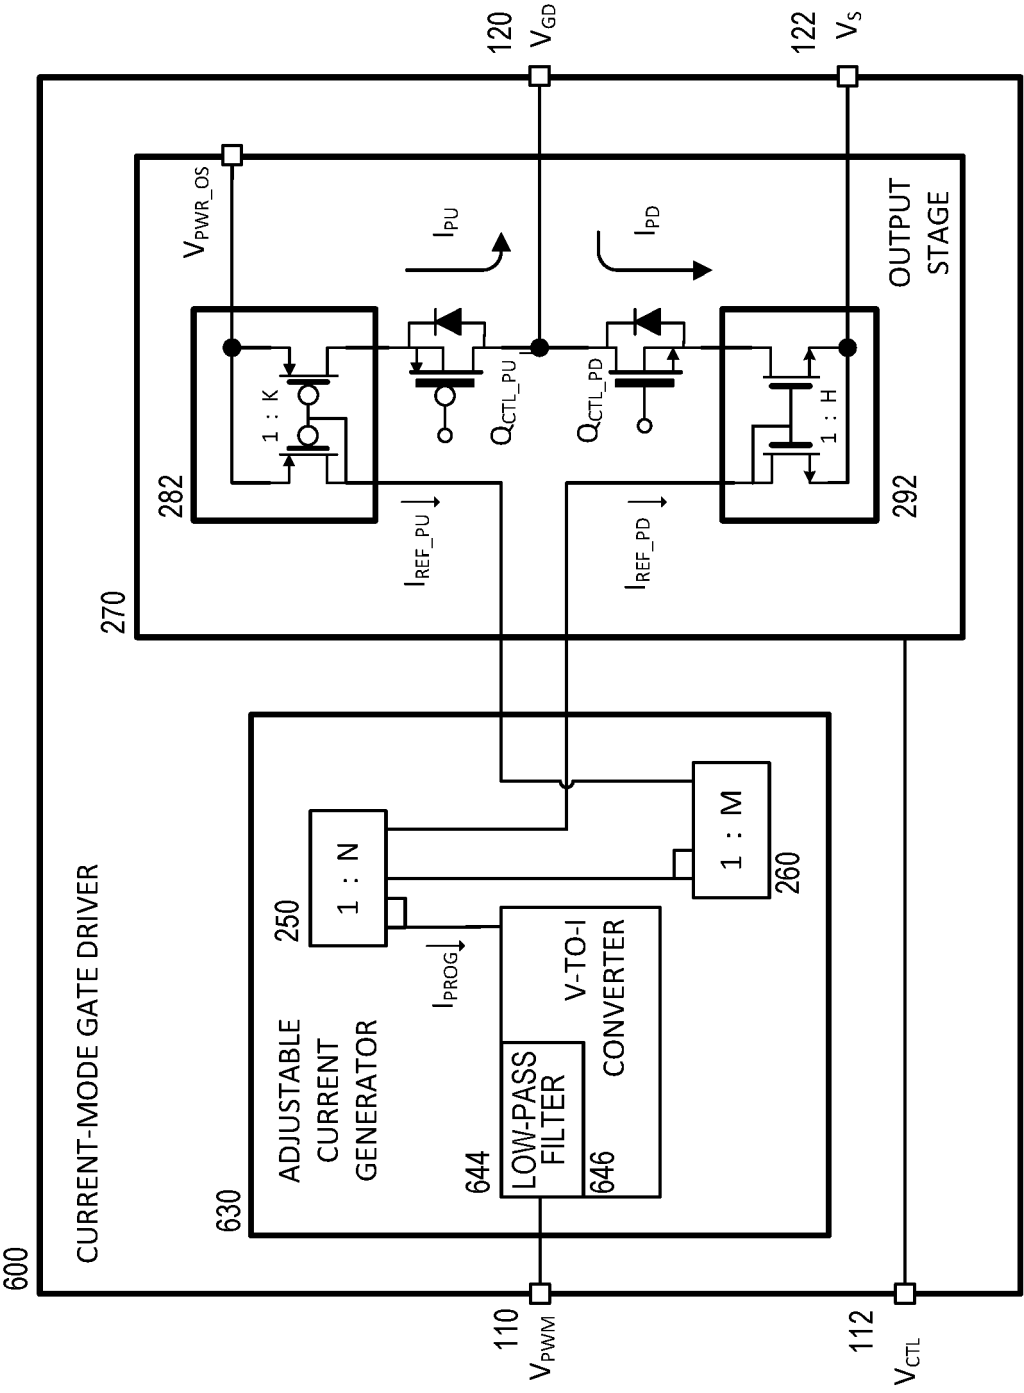 600
CURRENT-MODE GATE DRIVER
630
ADJUSTABLE
CURRENT
GENERATOR
250
1 : N
I_PROG
644
LOW-PASS
FILTER
646
V-TO-I
CONVERTER
1 : M
260
110
V_PWM
112
V_CTL
270
282
1 : K
V_PWR_OS
I_REF_PU
Q_CTL_PU
I_PU
Q_CTL_PD
I_PD
I_REF_PD
1 : H
292
OUTPUT
STAGE
120
V_GD
122
V_S